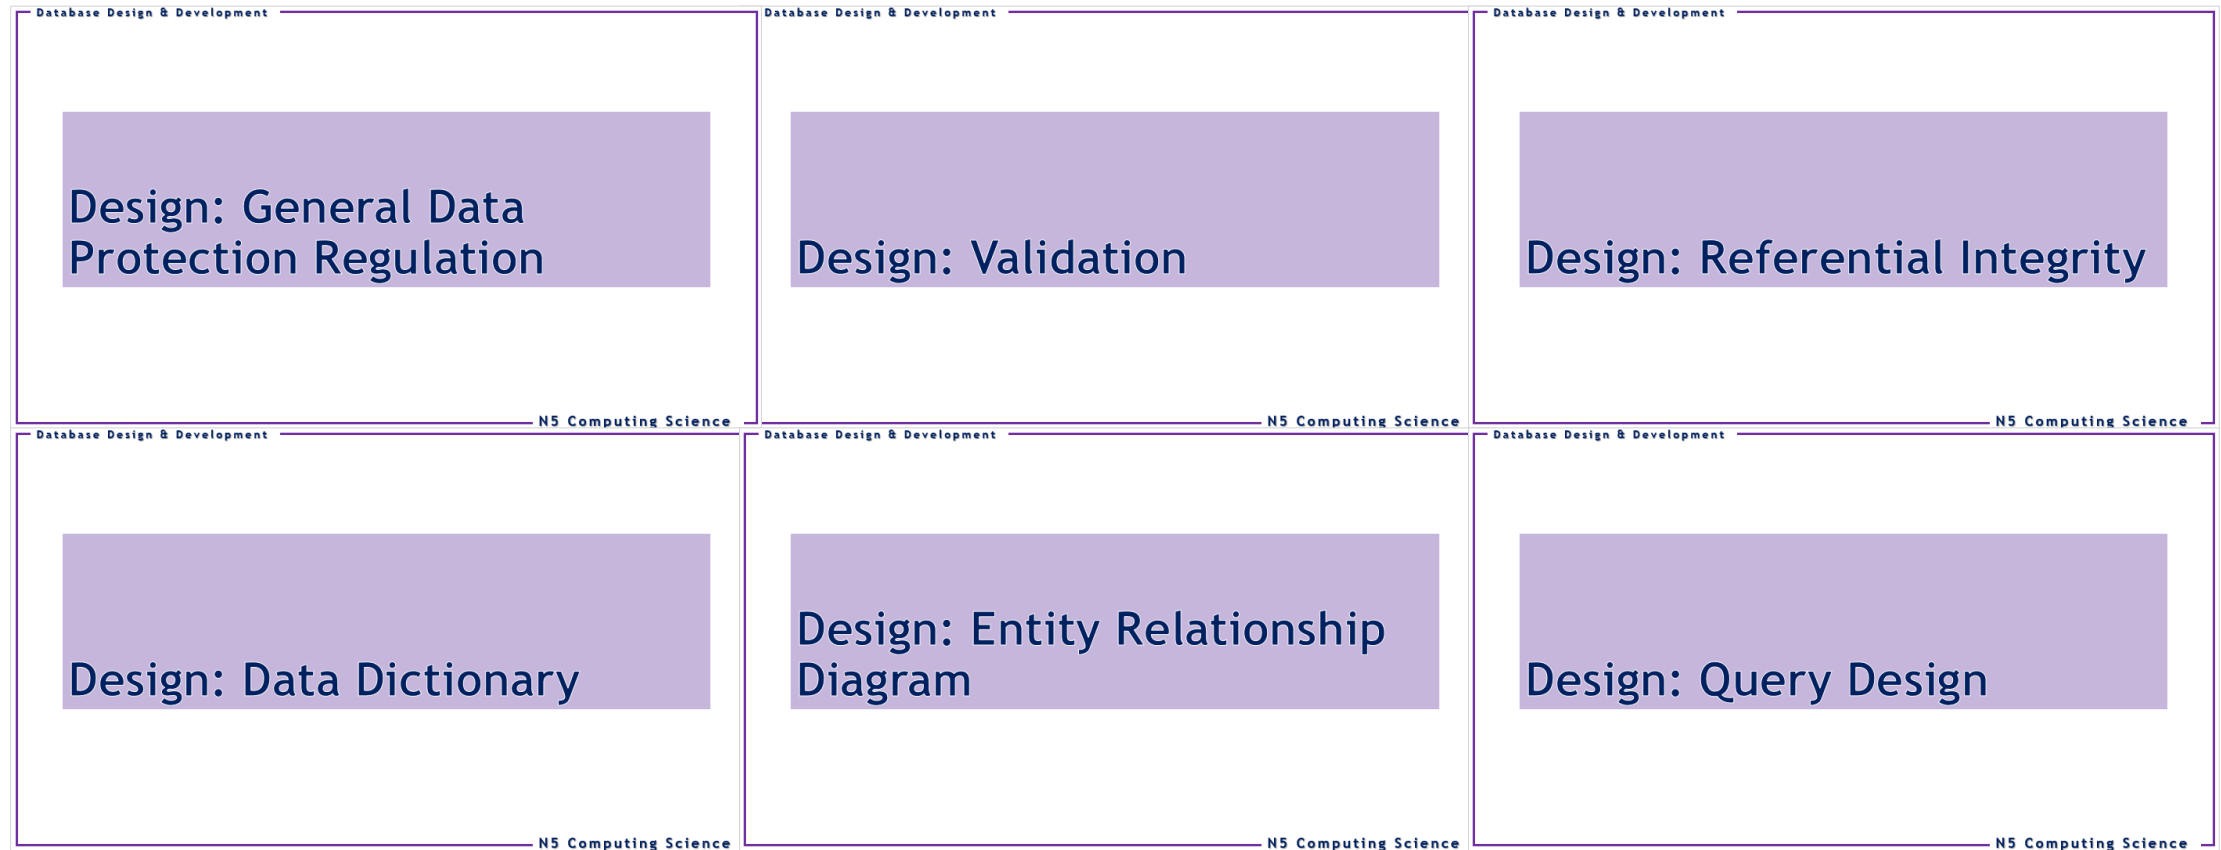 Database Design & Development
Design: General Data
Protection Regulation
N5 Computing Science
Database Design & Development
Design: Validation
N5 Computing Science
Database Design & Development
Design: Referential Integrity
N5 Computing Science
Database Design & Development
Design: Data Dictionary
N5 Computing Science
Database Design & Development
Design: Entity Relationship
Diagram
N5 Computing Science
Database Design & Development
Design: Query Design
N5 Computing Science